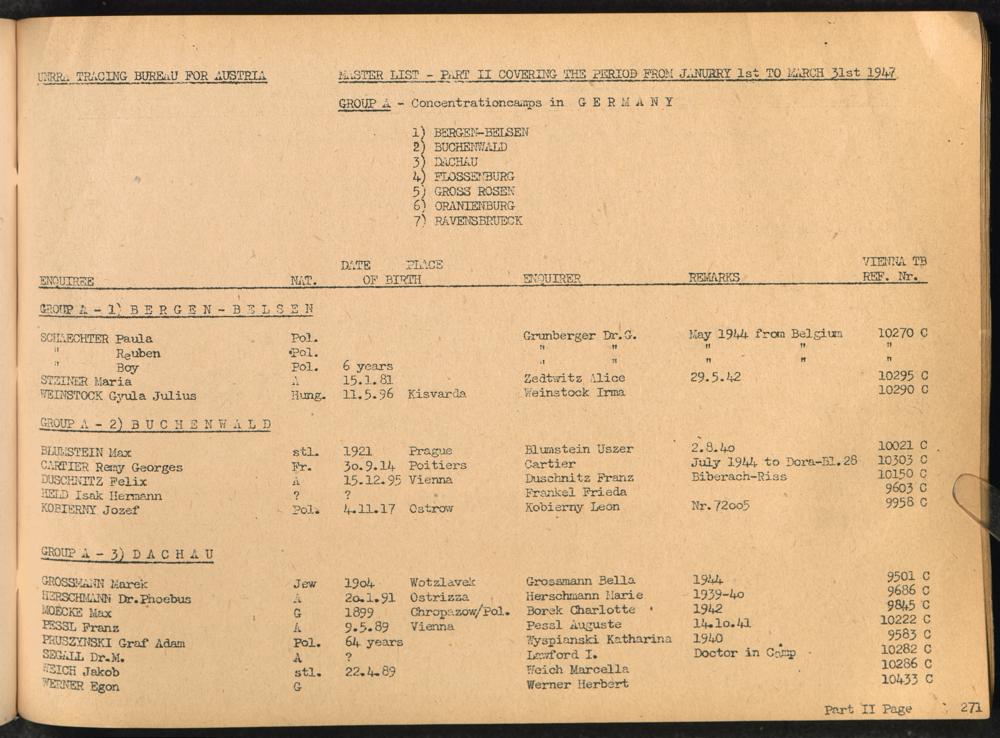 UNRRA TRACING BUREAU FOR AUSTRIA MASTER LIST - PART II COVERING THE PERIOD FROM JANURRY 1st TO MARCH 31st 1947
GROUP A - Concentrationcamps in G E R M A N Y
1) BERGEN-BELSEN
2) BUCHENWALD
3) DACHAU
4) FLOSSENBURG
5) GROSS ROSEN
6) ORANIENBURG
7) RAVENSBRUECK
DATE PLACE VIENNA TB
ENQUIREE NAT. OF BIRTH ENQUIRER REMARKS REF. Nr.
GROUP A - 1) B E R G E N - B E L S E N
SCHAECHTER Paula Pol. Grunberger Dr.G. May 1944 from Belgium 10270 C
" Reuben Pol. " " " " "
" Boy Pol. 6 years " " " " "
STZINER Maria A 15.1.81 Zedtwitz Alice 29.5.42 10295 C
WEINSTOCK Gyula Julius Hung. 11.5.96 Kisvarda Weinstock Irma 10290 C
GROUP A - 2) B U C H E N W A L D
BLUMSTEIN Max stl. 1921 Prague Blumstein Uszer 2.8.40 10021 C
CARTIER Remy Georges Fr. 30.9.14 Poitiers Cartier July 1944 to Dora-Bl.28 10303 C
DUSCHNITZ Felix A 15.12.95 Vienna Duschnitz Franz Biberach-Riss 10150 C
HELD Isak Hermann ? ? Frankel Frieda 9603 C
KOBIERNY Jozef Pol. 4.11.17 Ostrow Kobierny Leon Nr.72005 9958 C
GROUP A - 3) D A C H A U
GROSSMANN Marek Jew 1904 Wotzlavek Grossmann Bella 1944 9501 C
HERSCHMANN Dr.Phoebus A 20.1.91 Ostrizza Herschmann Marie 1939-40 9686 C
MOECKE Max G 1899 Chropazow/Pol. Borek Charlotte 1942 9845 C
PESSL Franz A 9.5.89 Vienna Pessl Auguste 14.10.41 10222 C
PRUSZYNSKI Graf Adam Pol. 64 years Wyspianski Katharina 1940 9583 C
SEGALL Dr.M. A ? Lawford I. Doctor in Camp 10282 C
WEICH Jakob stl. 22.4.89 Weich Marcella 10286 C
WERNER Egon G Werner Herbert 10433 C
Part II Page 271